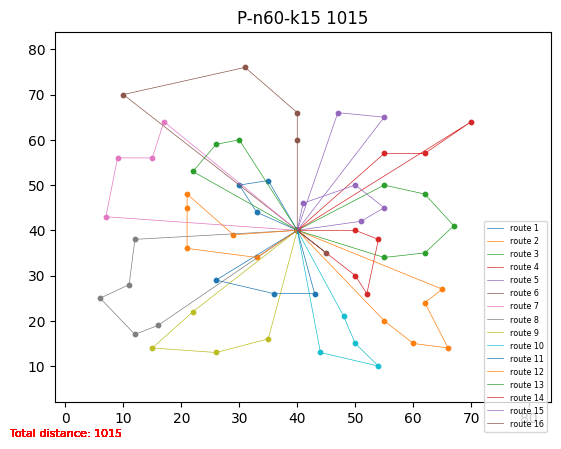 P-n60-k15 1015
80
70
60
50
40
30
20
10
0 10 20 30 40 50 60 70 80
route 1
route 2
route 3
route 4
route 5
route 6
route 7
route 8
route 9
route 10
route 11
route 12
route 13
route 14
route 15
route 16
Total distance: 1015